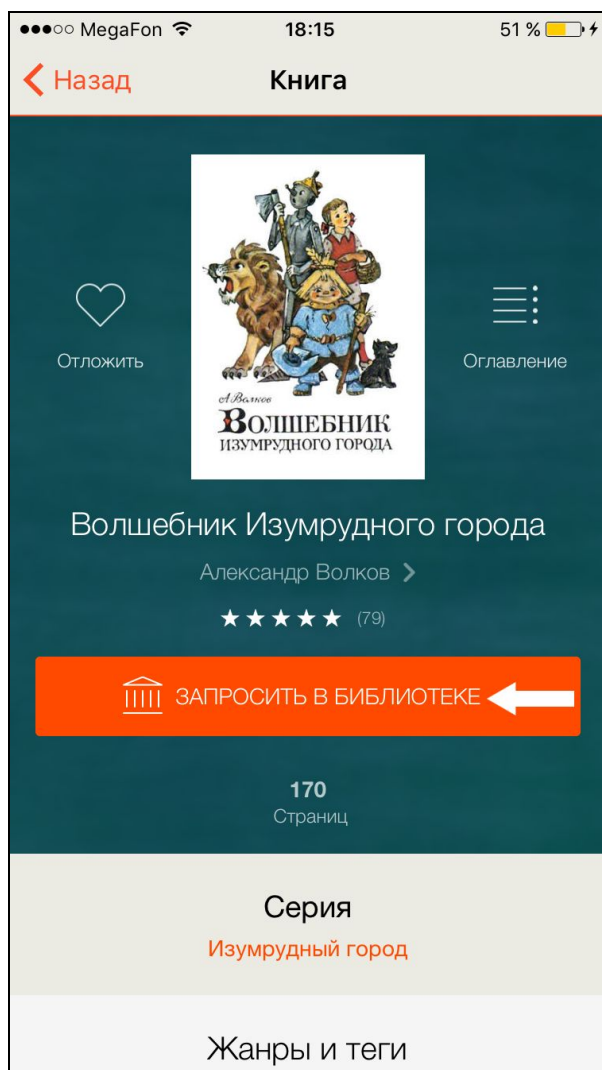 MegaFon 18:15 51 %
Назад Книга
Отложить
Оглавление
А. Волков
ВОЛШЕБНИК
ИЗУМРУДНОГО ГОРОДА
Волшебник Изумрудного города
Александр Волков
(79)
ЗАПРОСИТЬ В БИБЛИОТЕКЕ
170
Страниц
Серия
Изумрудный город
Жанры и теги